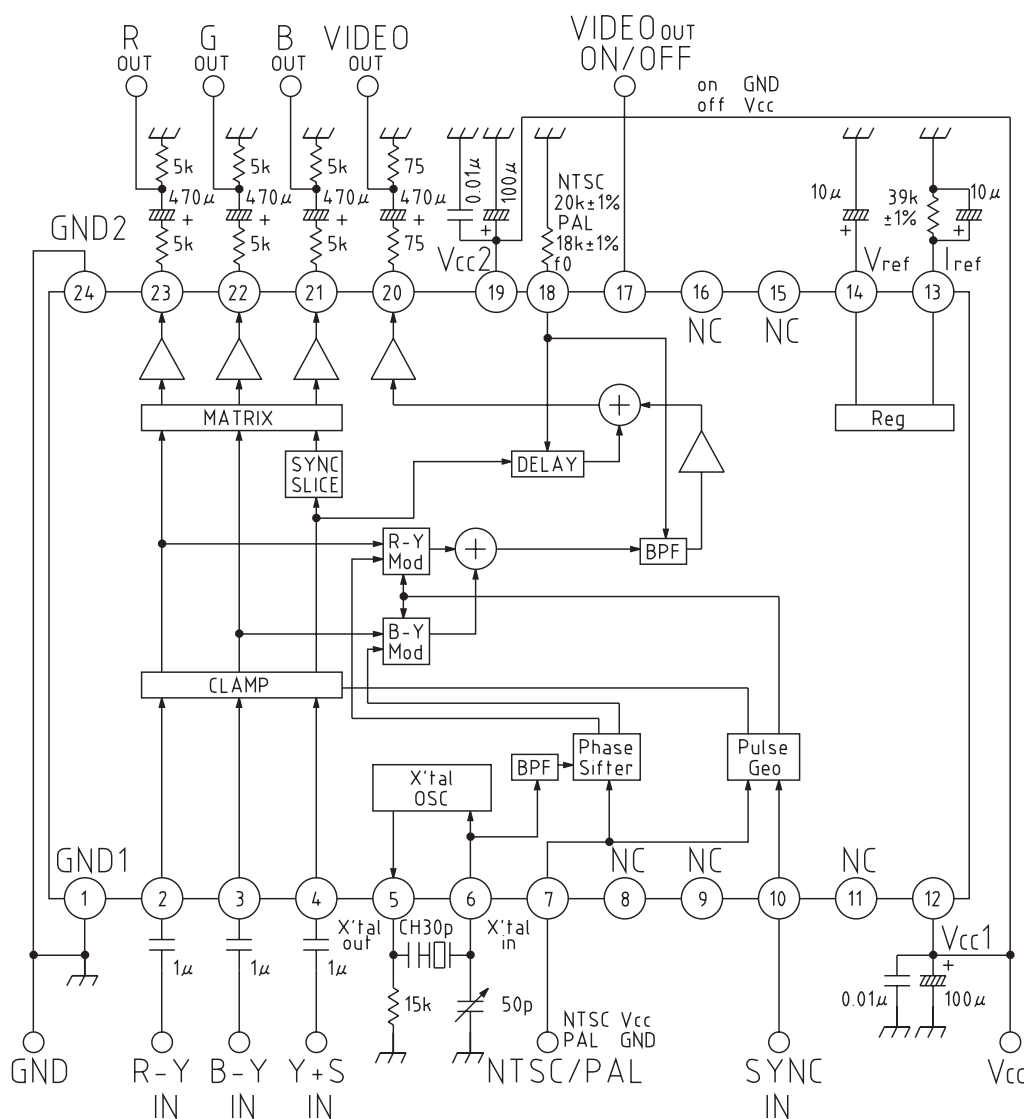 R G B VIDEO VIDEO OUT
OUT OUT OUT OUT ON/OFF
on GND
off Vcc
5k 5k 5k 75 0.01μ 100μ
NTSC
20k±1%
PAL
18k±1%
f0
470μ 470μ 470μ 470μ
+ + + + +
5k 5k 5k 75
10μ 39k 10μ
±1%
+ +
GND2 Vcc2 Vref Iref
24 23 22 21 20 19 18 17 16 15 14 13
NC NC
MATRIX + Reg
SYNC
SLICE
DELAY
R-Y
Mod
+ BPF
B-Y
Mod
CLAMP
BPF
Phase
Sifter
Pulse
Geo
X'tal
OSC
GND1 NC NC NC
1 2 3 4 5 6 7 8 9 10 11 12
X'tal
out
CH30p
X'tal
in
Vcc1
1μ 1μ 1μ
15k 50p
+
0.01μ 100μ
NTSC Vcc
PAL GND
GND R-Y B-Y Y+S NTSC/PAL SYNC Vcc
IN IN IN IN